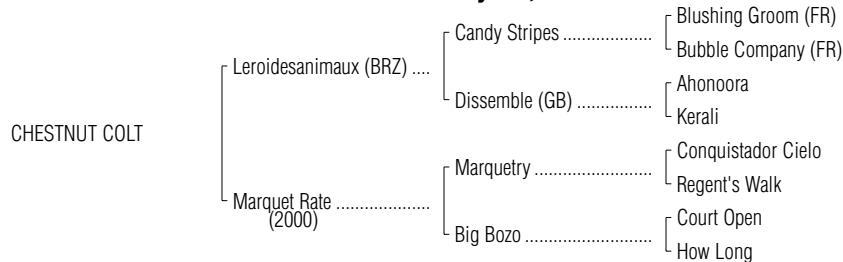 Blushing Groom (FR)
Candy Stripes ....................
Bubble Company (FR)
Leroidesanimaux (BRZ) ....
Ahonoora
Dissemble (GB) .................
Kerali
CHESTNUT COLT
Conquistador Cielo
Marquetry .........................
Regent's Walk
Marquet Rate ....................
(2000)
Court Open
Big Bozo ............................
How Long